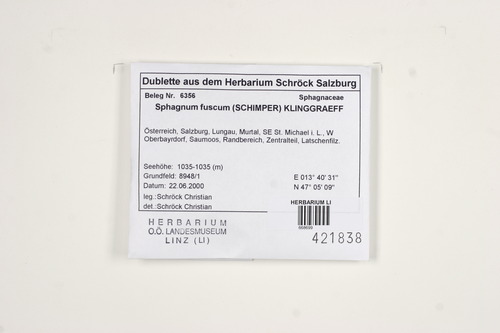 Dublette aus dem Herbarium Schröck Salzburg
Beleg Nr. 6356 Sphagnaceae
Sphagnum fuscum (SCHIMPER) KLINGGRAEFF
Österreich, Salzburg, Lungau, Murtal, SE St. Michael i. L., W
Oberbayrdorf, Saumoos, Randbereich, Zentralteil, Latschenfilz.
Seehöhe: 1035-1035 (m)
Grundfeld: 8948/1 E 013° 40' 31"
Datum: 22.06.2000 N 47° 05' 09"
leg.: Schröck Christian HERBARIUM LI
det.: Schröck Christian
HERBARIUM
O.Ö. LANDESMUSEUM
LINZ (LI) 421838